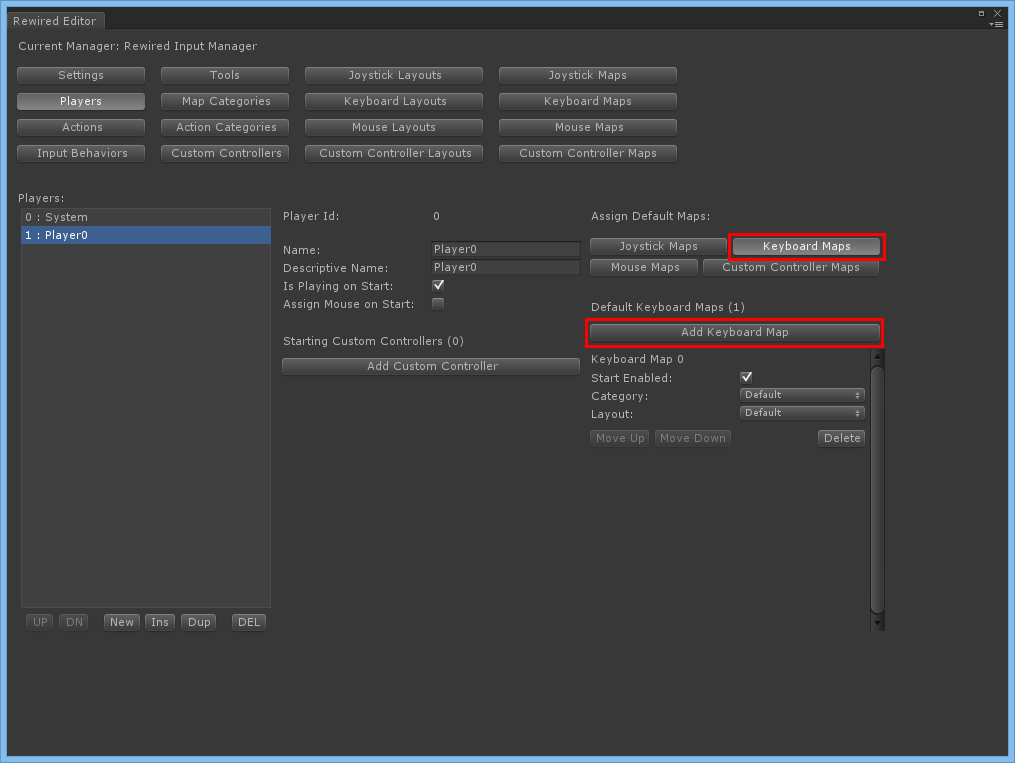 Rewired Editor
Current Manager: Rewired Input Manager
Settings Tools Joystick Layouts Joystick Maps
Players Map Categories Keyboard Layouts Keyboard Maps
Actions Action Categories Mouse Layouts Mouse Maps
Input Behaviors Custom Controllers Custom Controller Layouts Custom Controller Maps
Players:
0 : System
1 : Player0
UP DN New Ins Dup DEL
Player Id: 0
Name: Player0
Descriptive Name: Player0
Is Playing on Start:
Assign Mouse on Start:
Starting Custom Controllers (0)
Add Custom Controller
Assign Default Maps:
Joystick Maps Keyboard Maps
Mouse Maps Custom Controller Maps
Default Keyboard Maps (1)
Add Keyboard Map
Keyboard Map 0
Start Enabled:
Category: Default
Layout: Default
Move Up Move Down Delete